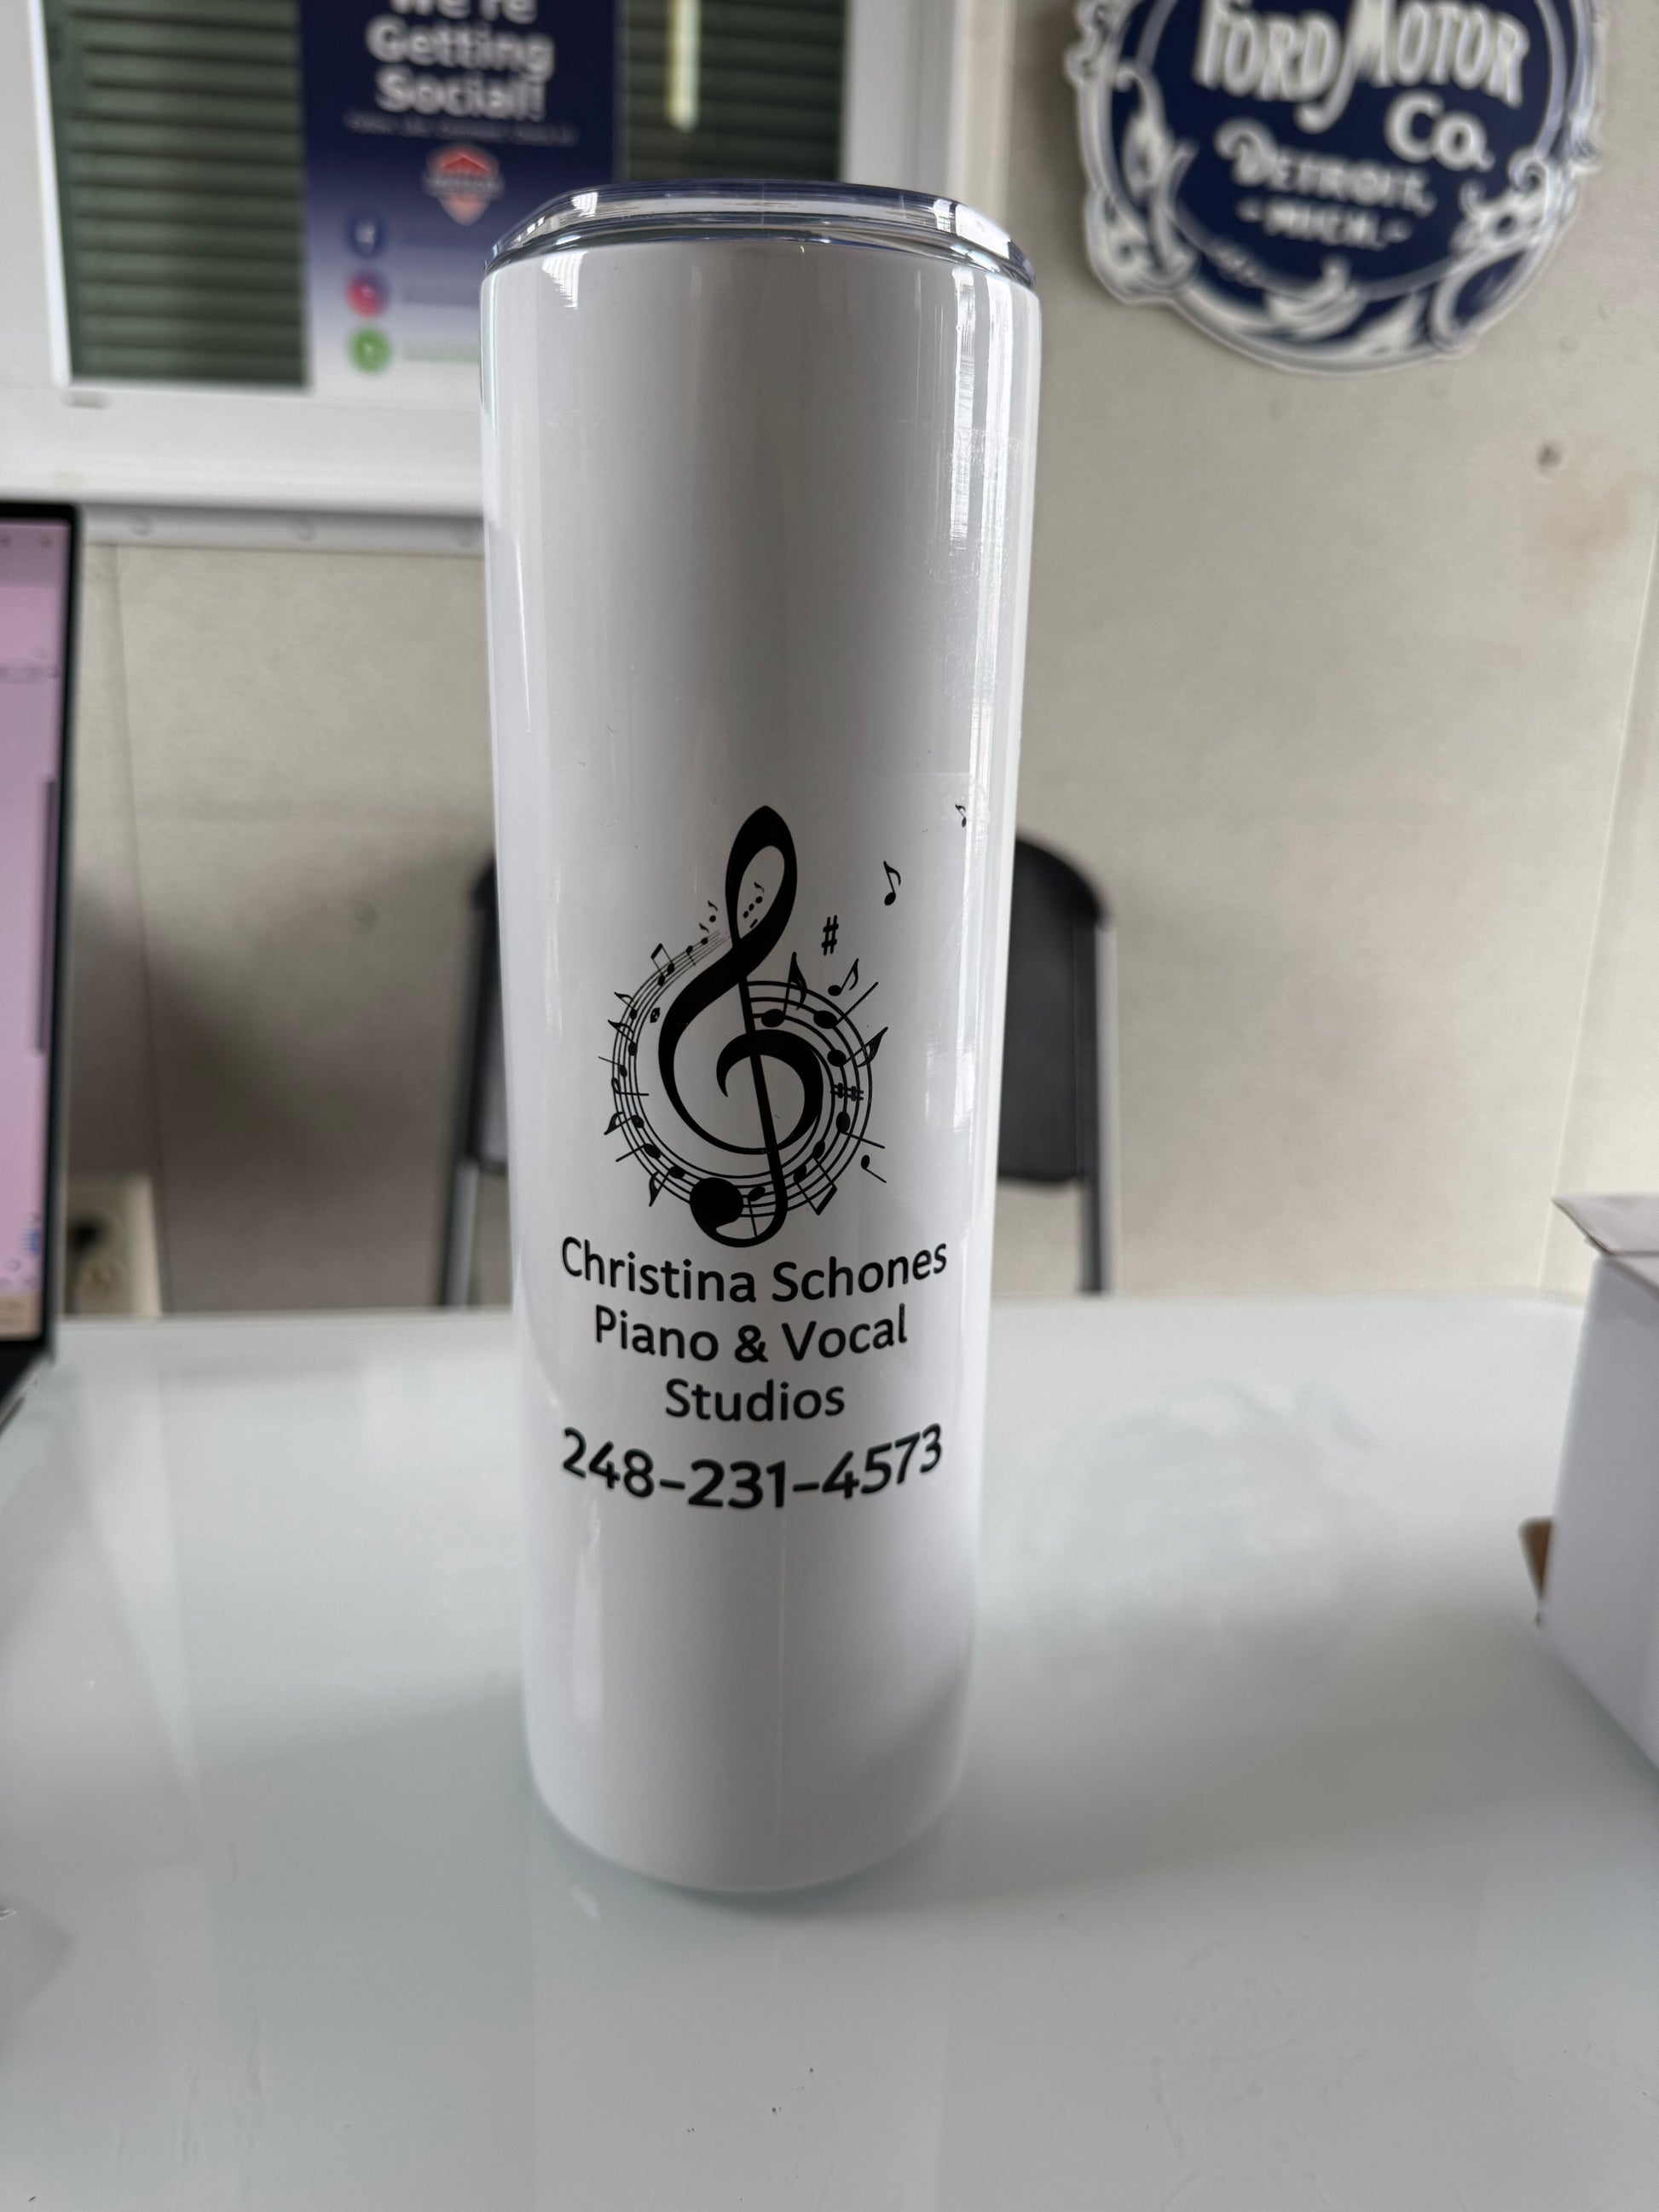 We're
Getting
Social!
FORD MOTOR
Co.
DETROIT,
-MICH.-
Christina Schones
Piano & Vocal
Studios
248-231-4573